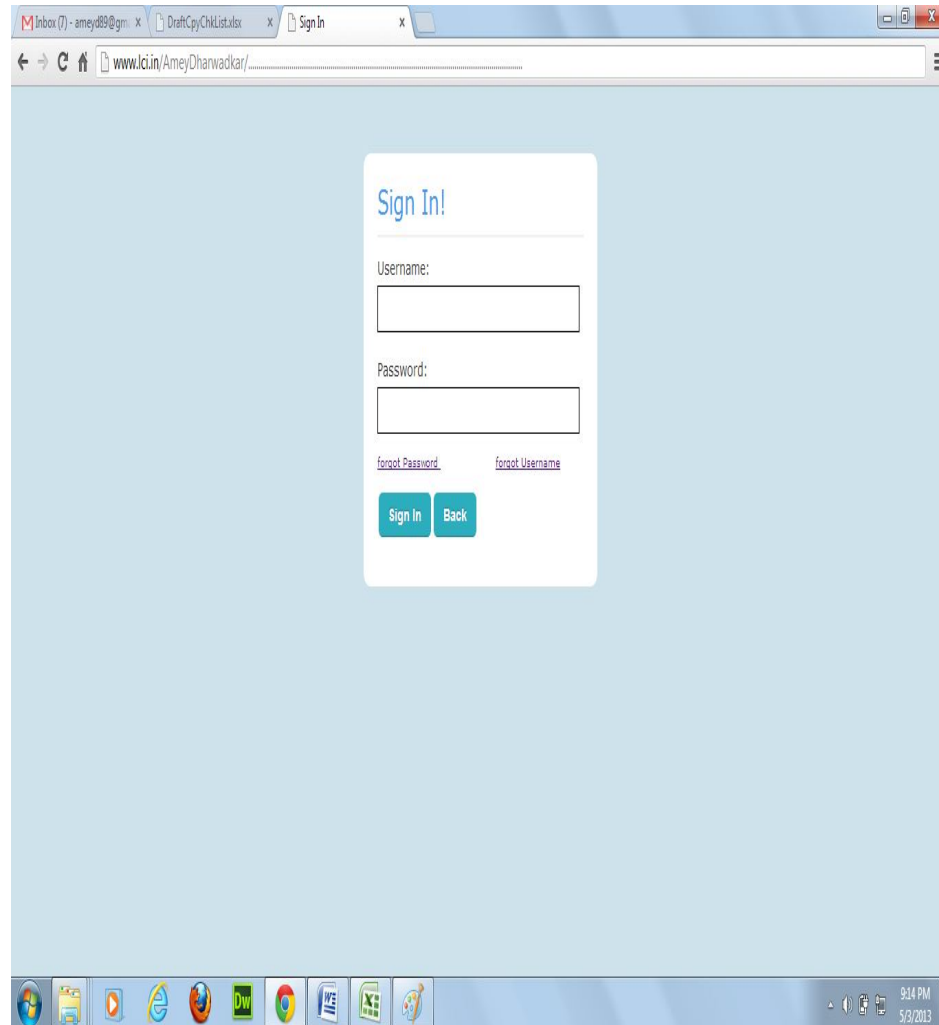 Inbox (7) - ameyd89@gm DraftCpyChkList.xlsx Sign In
www.lci.in/AmeyDharwadkar/
Sign In!
Username:
Password:
forgot Password forgot Username
Sign In Back
Dw
9:14 PM
5/3/2013